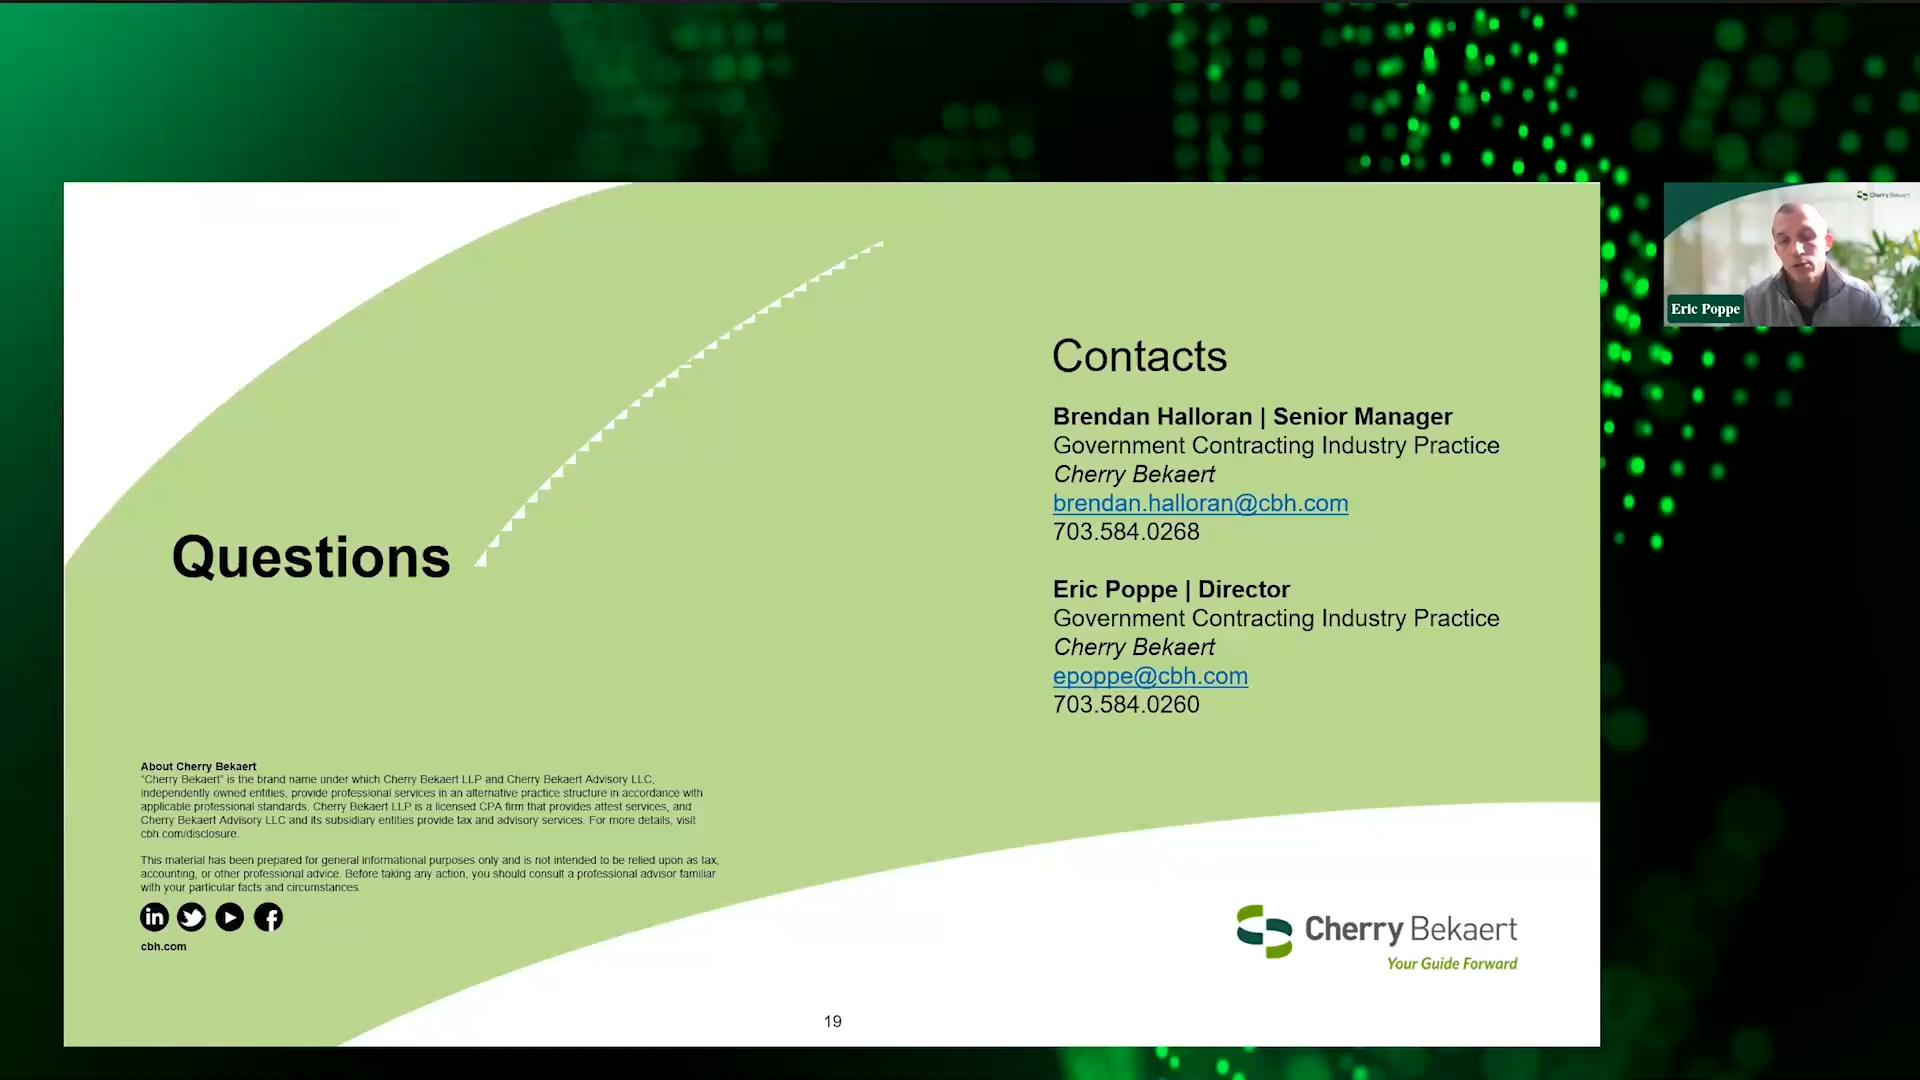 Questions
Contacts
Brendan Halloran | Senior Manager
Government Contracting Industry Practice
Cherry Bekaert
brendan.halloran@cbh.com
703.584.0268
Eric Poppe | Director
Government Contracting Industry Practice
Cherry Bekaert
epoppe@cbh.com
703.584.0260
About Cherry Bekaert
“Cherry Bekaert” is the brand name under which Cherry Bekaert LLP and Cherry Bekaert Advisory LLC,
independently owned entities, provide professional services in an alternative practice structure in accordance with
applicable professional standards. Cherry Bekaert LLP is a licensed CPA firm that provides attest services, and
Cherry Bekaert Advisory LLC and its subsidiary entities provide tax and advisory services. For more details, visit
cbh.com/disclosure.
This material has been prepared for general informational purposes only and is not intended to be relied upon as tax,
accounting, or other professional advice. Before taking any action, you should consult a professional advisor familiar
with your particular facts and circumstances.
in
f
cbh.com
Cherry Bekaert
Your Guide Forward
19
Cherry Bekaert
Eric Poppe